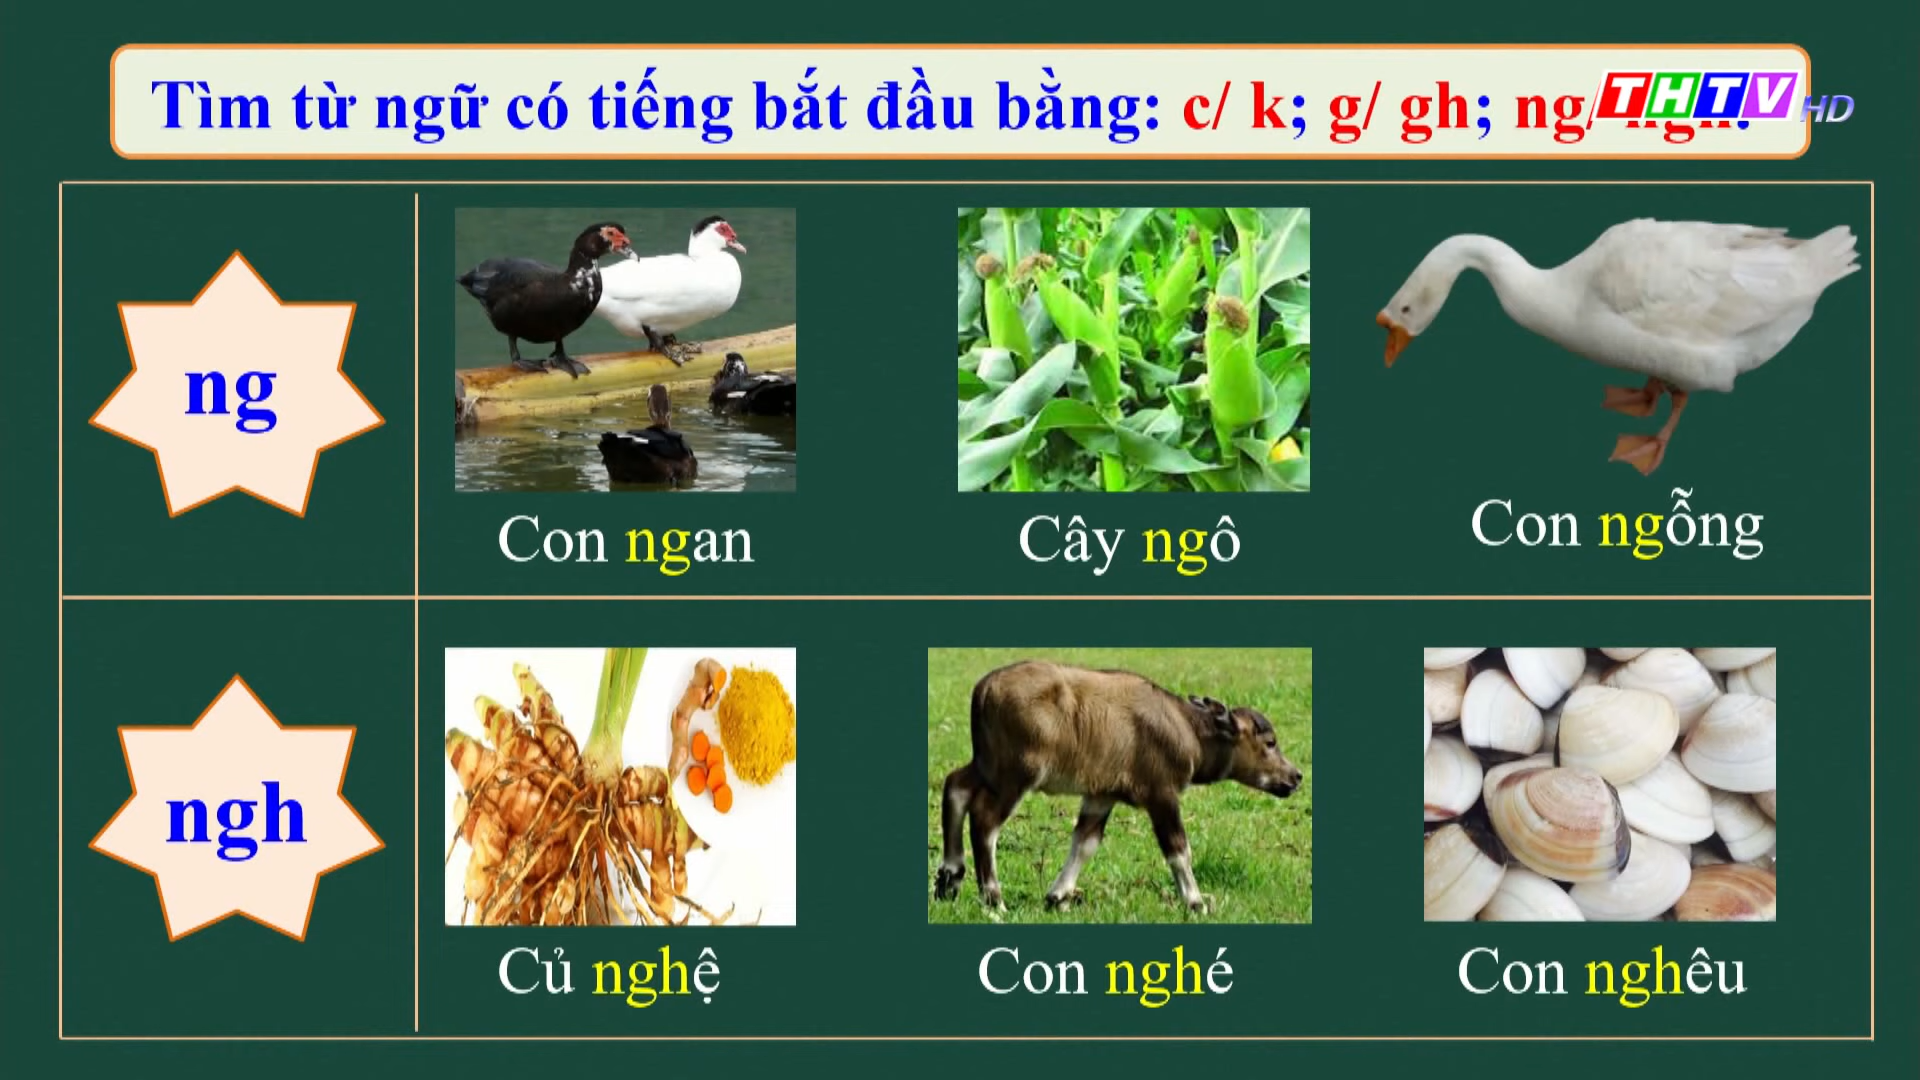 Tìm từ ngữ có tiếng bắt đầu bằng: c/ k; g/ gh; ng/
THTV HD
ng
Con ngan
Cây ngô
Con ngỗng
ngh
Củ nghệ
Con nghé
Con nghêu